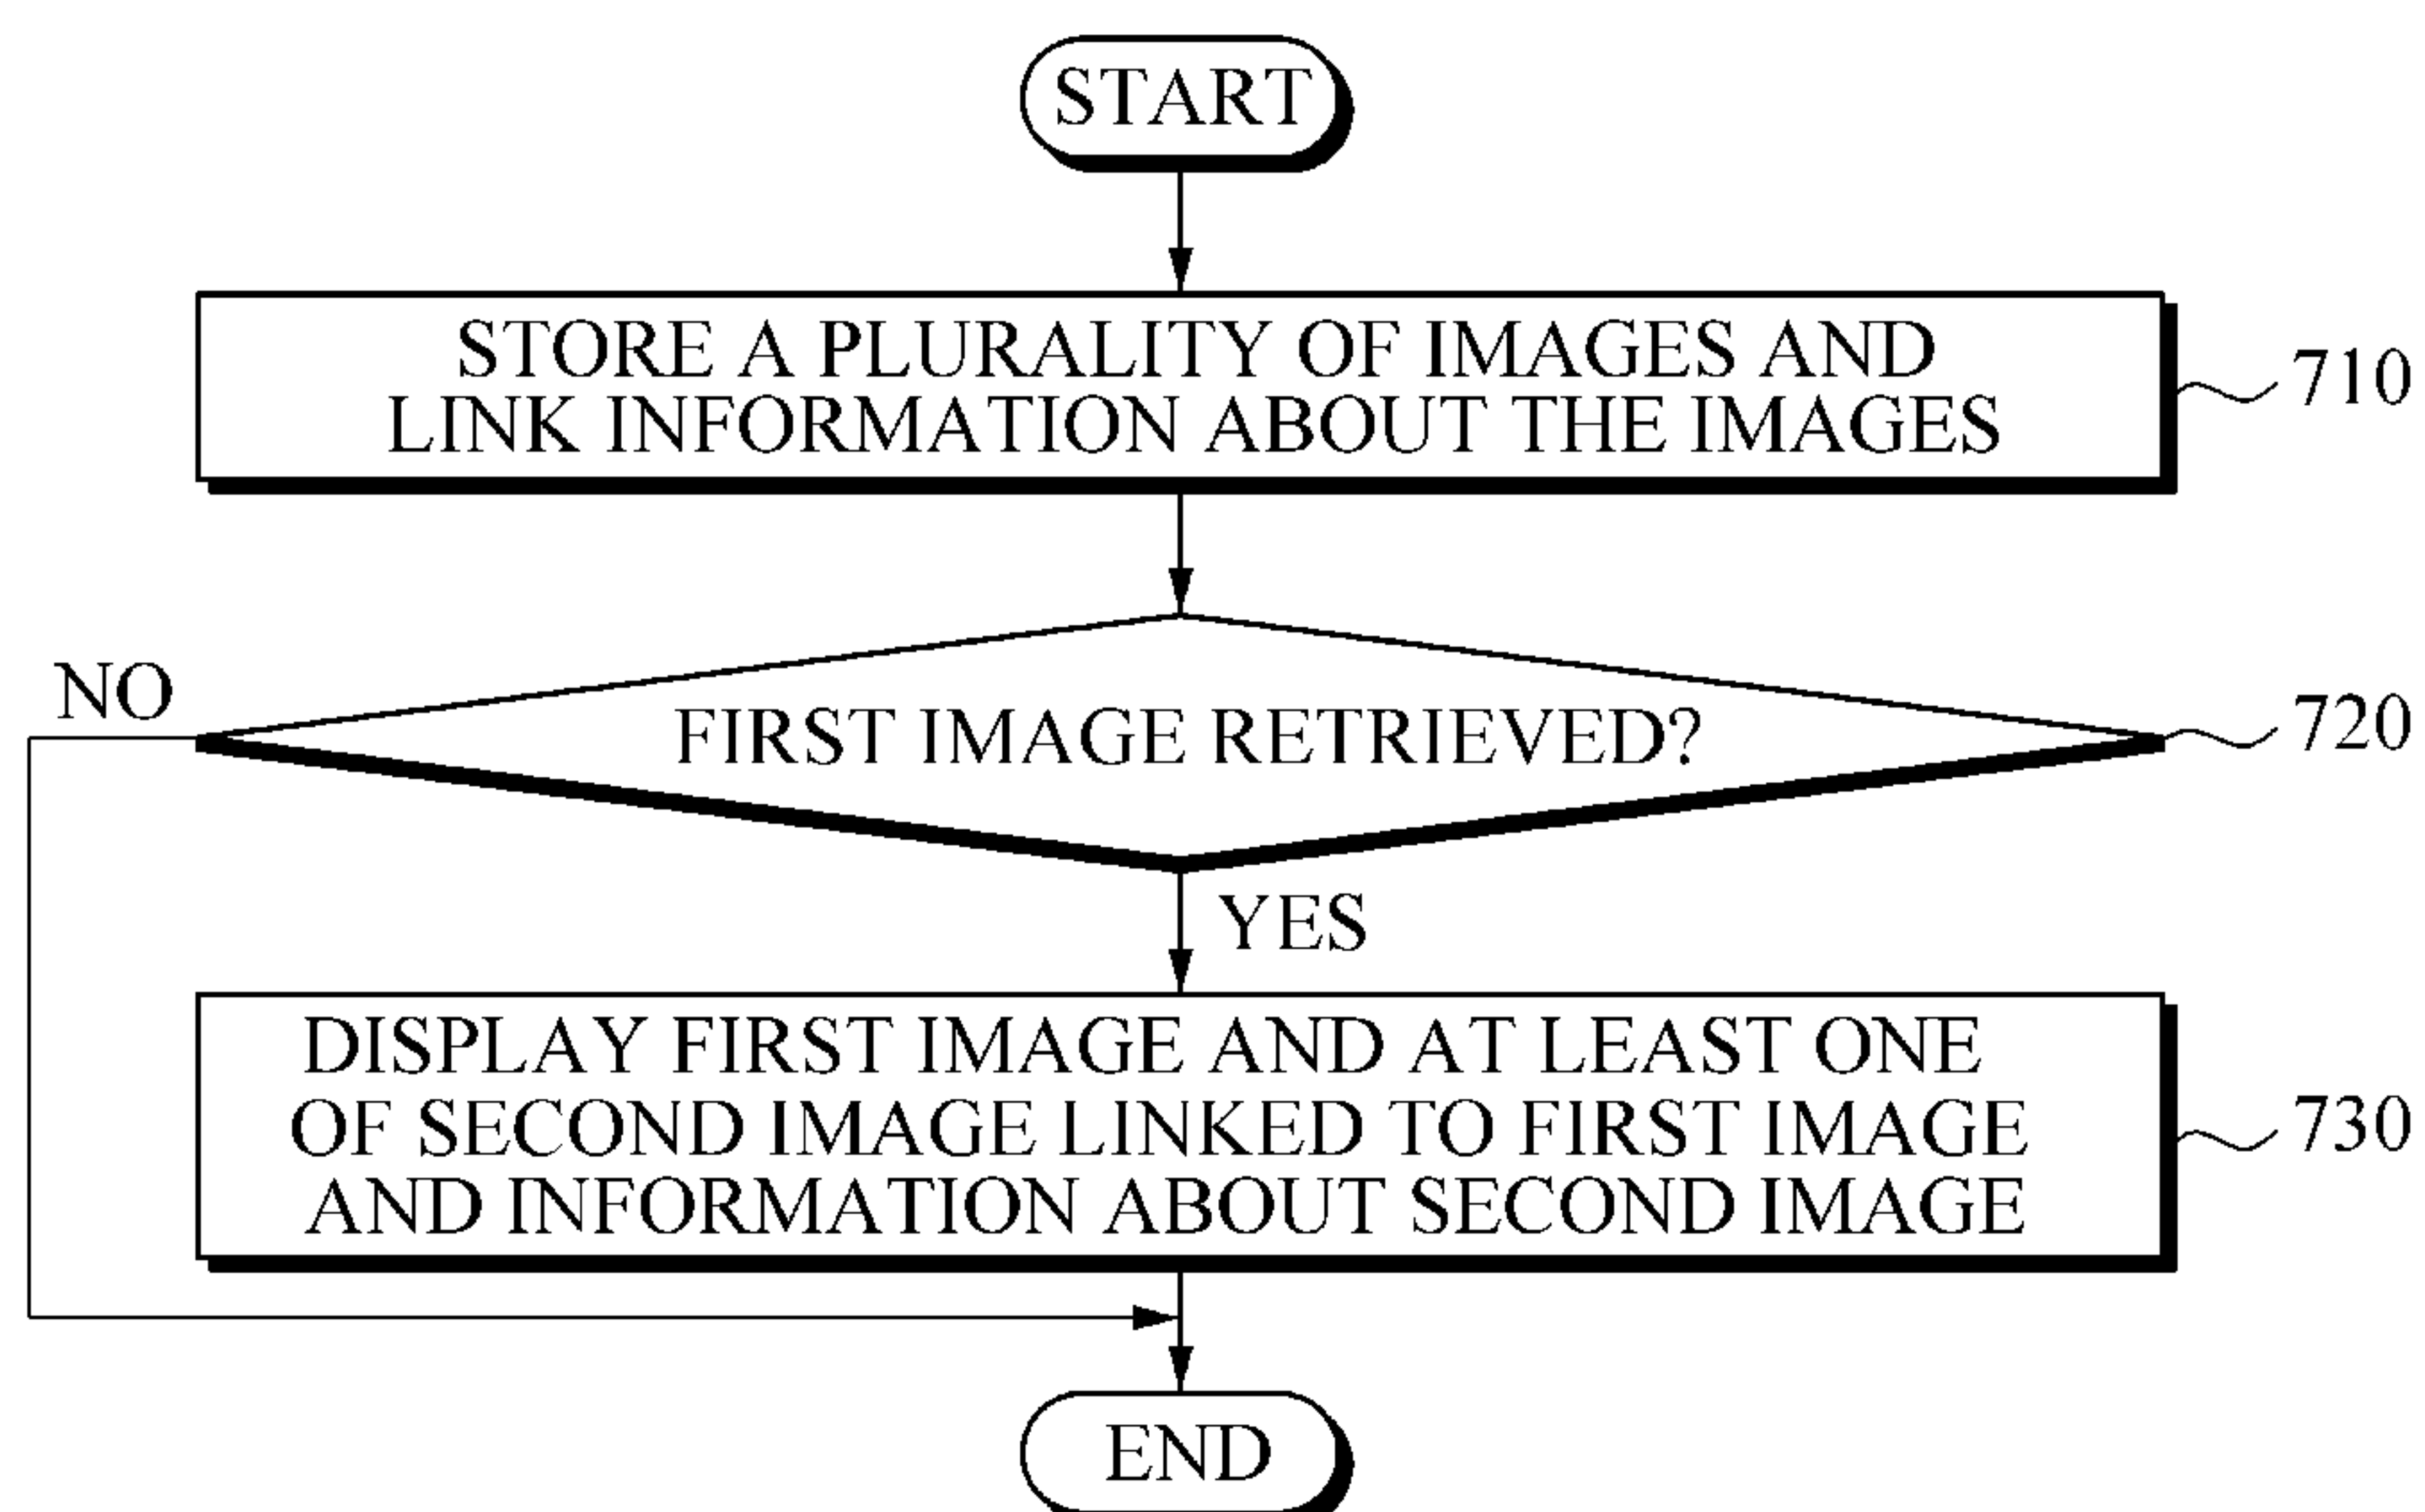 START
STORE A PLURALITY OF IMAGES AND
LINK INFORMATION ABOUT THE IMAGES
710
NO
FIRST IMAGE RETRIEVED?
720
YES
DISPLAY FIRST IMAGE AND AT LEAST ONE
OF SECOND IMAGE LINKED TO FIRST IMAGE
AND INFORMATION ABOUT SECOND IMAGE
730
END